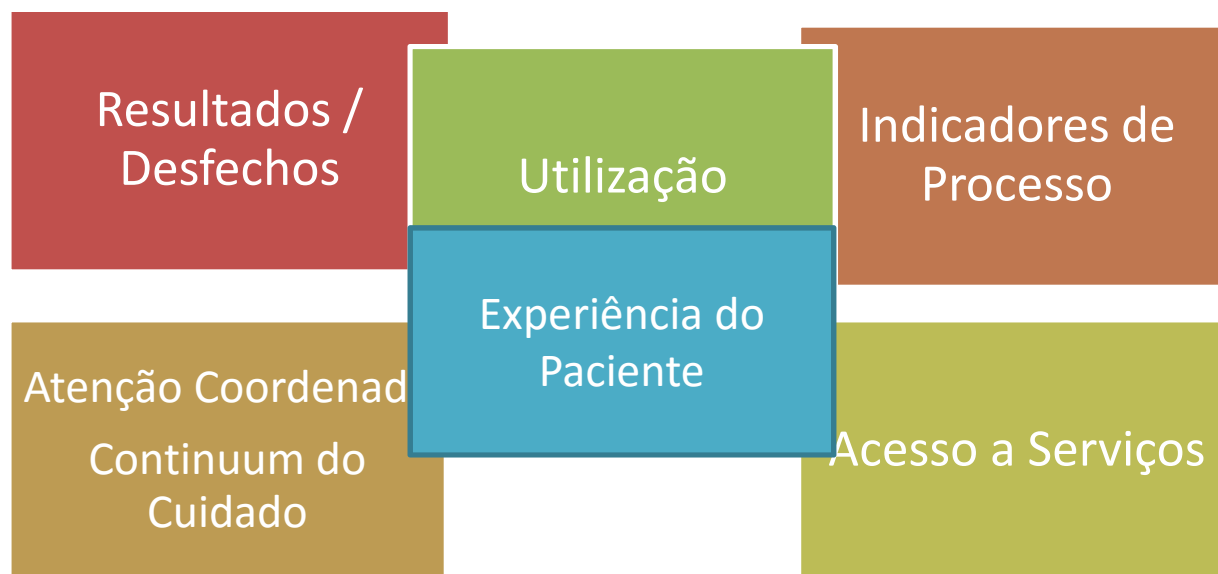 Resultados /
Desfechos
Utilização
Indicadores de
Processo
Experiência do
Paciente
Atenção Coordenad
Continuum do
Cuidado
Acesso a Serviços